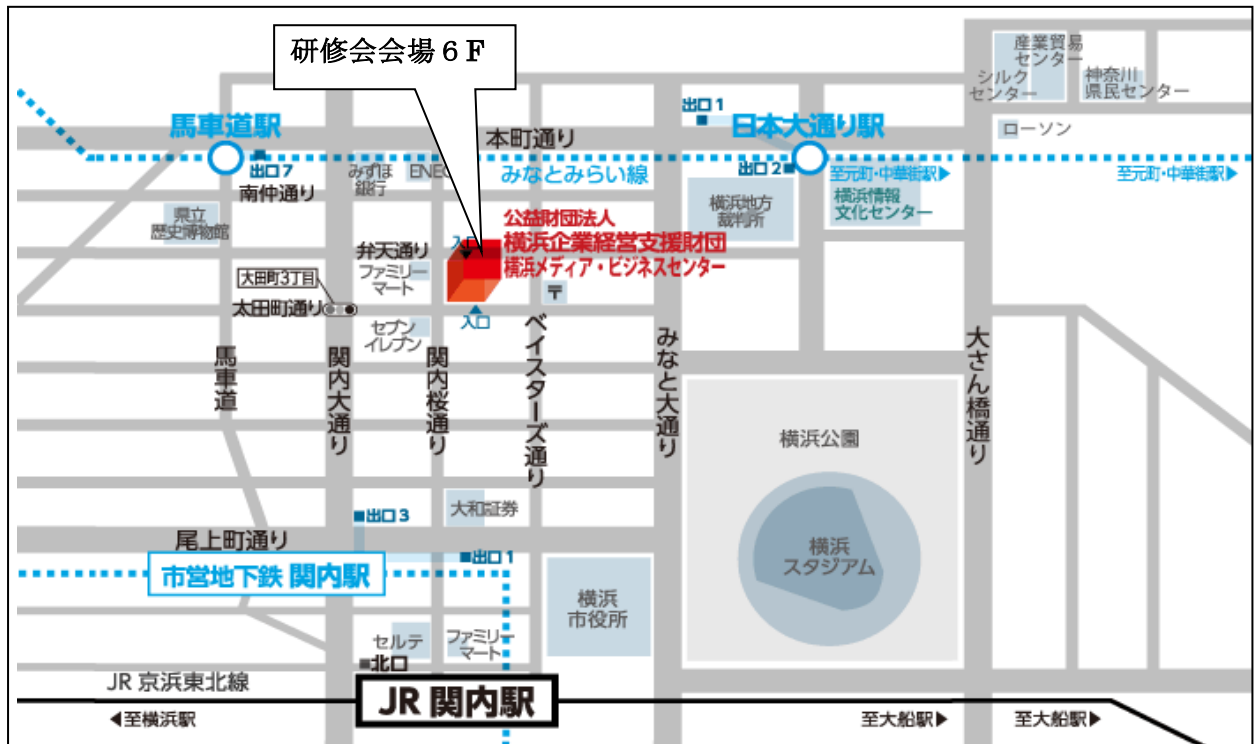 研修会会場６F
産業貿易
センター
シルク
センター
神奈川
県民センター
ローソン
馬車道駅
出口1
日本大通り駅
本町通り
出口7
みずほ
銀行
ENEO
みなとみらい線
出口2
至元町・中華街駅▶
至元町・中華街駅▶
南仲通り
横浜地方
裁判所
横浜情報
文化センター
県立
歴史博物館
公益財団法人
横浜企業経営支援財団
横浜メディア・ビジネスセンター
入口
弁天通り
ファミリー
マート
大田町3丁目
太田町通り
〒
入口
セブン
イレブン
馬車道
関内大通り
関内桜通り
ベイスターズ通り
みなと大通り
大さん橋通り
横浜公園
横浜
スタジアム
大和証券
出口3
尾上町通り
出口1
市営地下鉄 関内駅
横浜
市役所
セルテ
ファミリー
マート
北口
JR 京浜東北線
JR 関内駅
◀至横浜駅
至大船駅▶
至大船駅▶